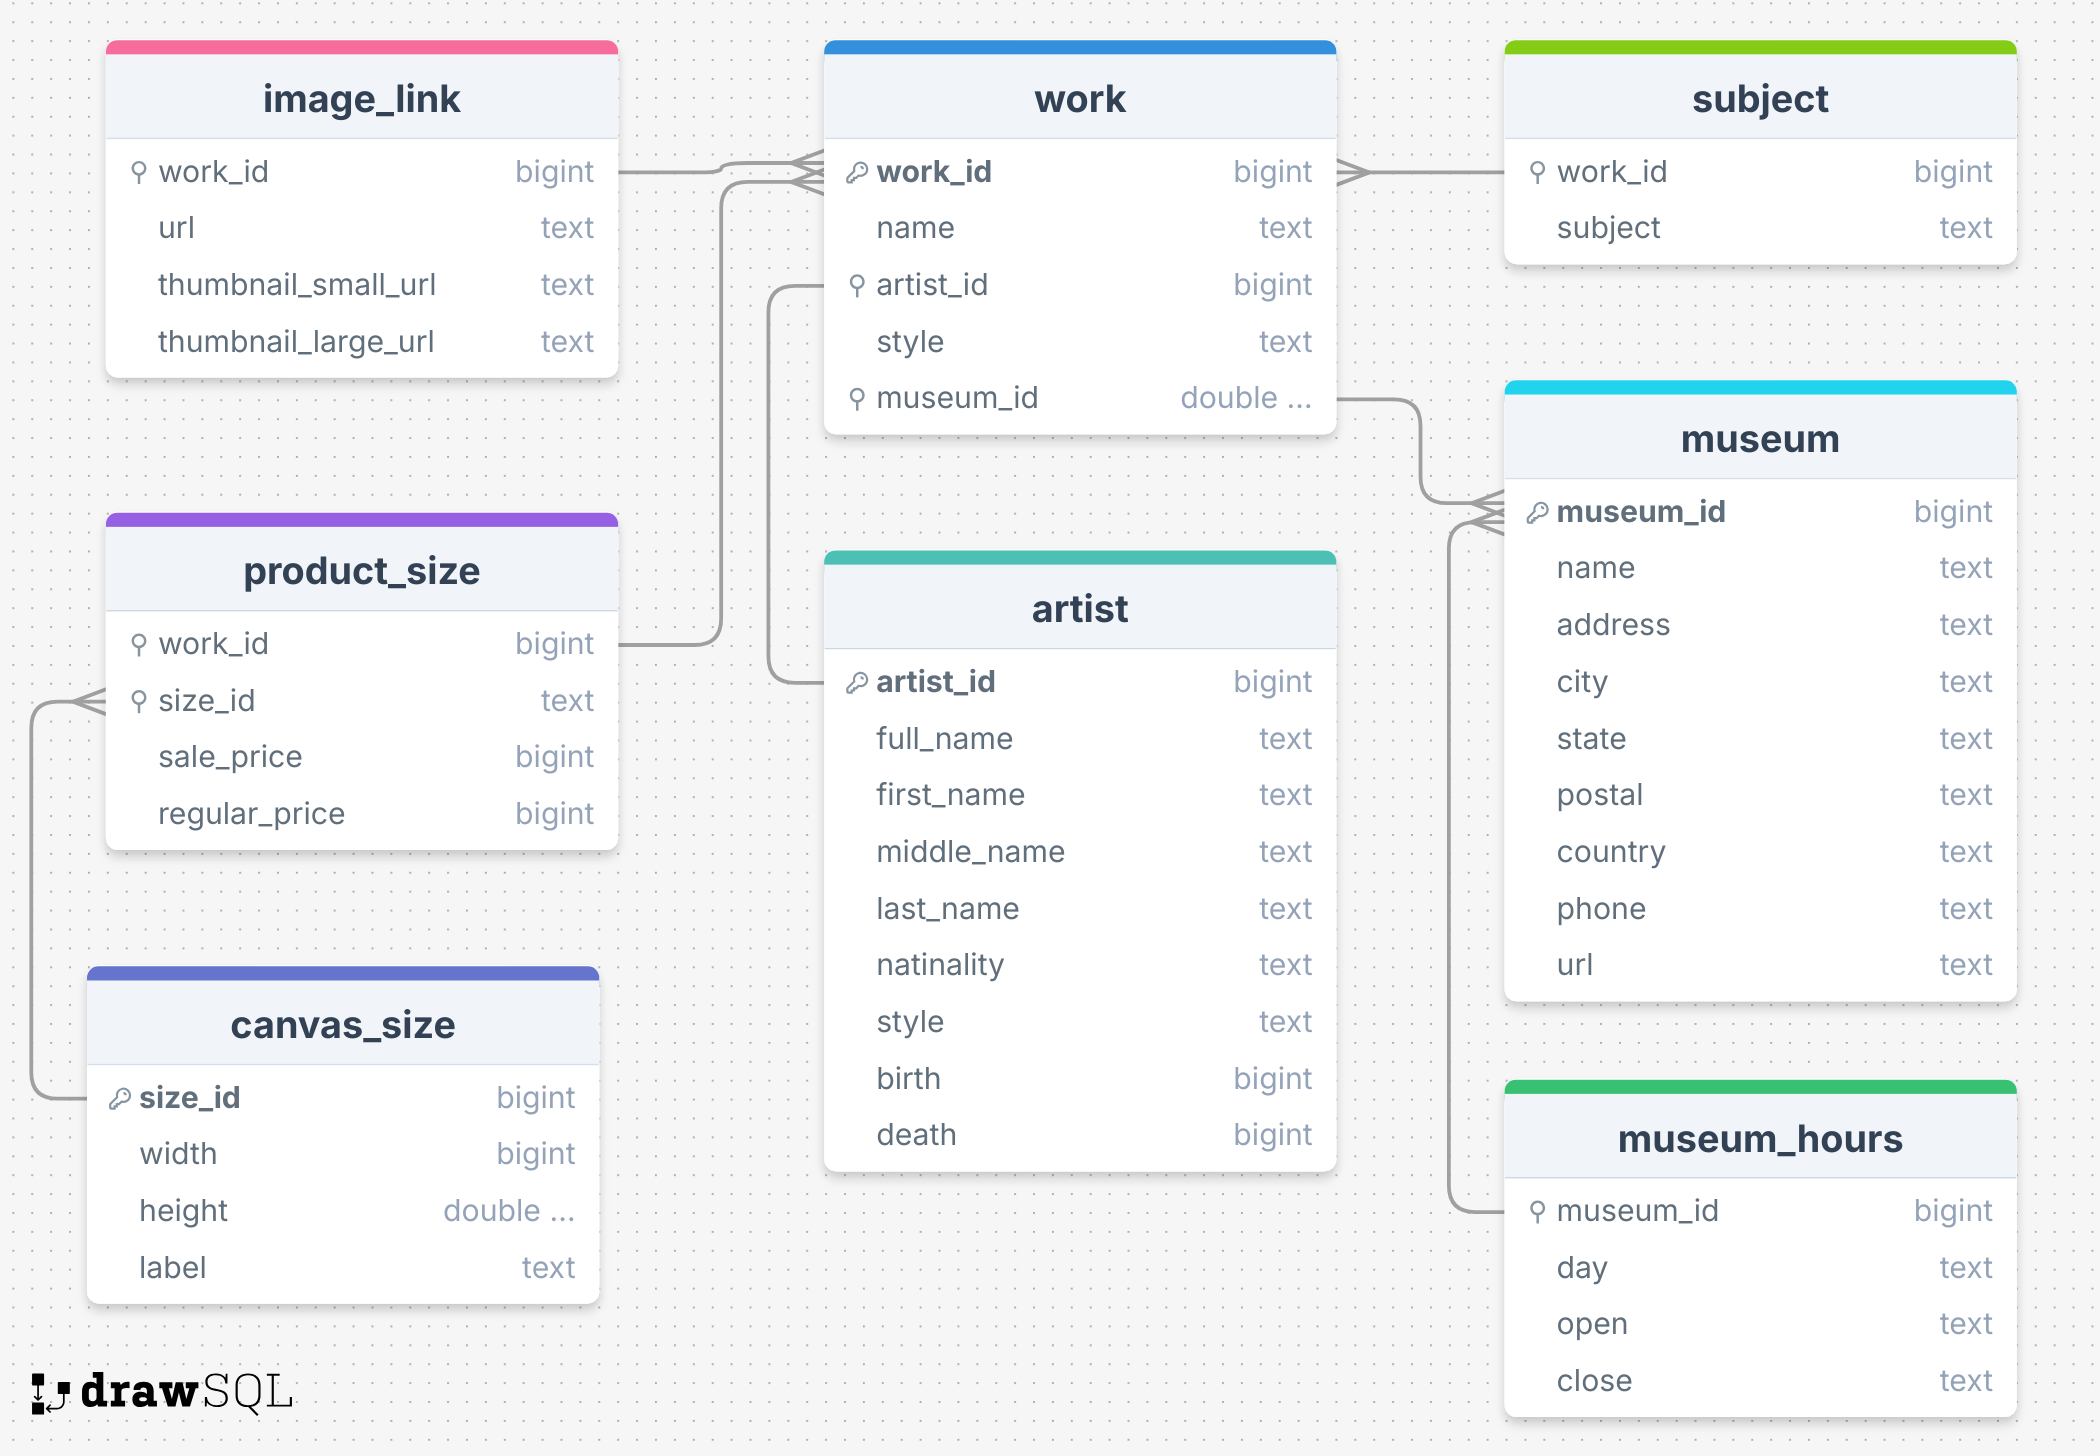 image_link
work_id bigint
url text
thumbnail_small_url text
thumbnail_large_url text
work
work_id bigint
name text
artist_id bigint
style text
museum_id double ...
subject
work_id bigint
subject text
product_size
work_id bigint
size_id text
sale_price bigint
regular_price bigint
artist
artist_id bigint
full_name text
first_name text
middle_name text
last_name text
natinality text
style text
birth bigint
death bigint
museum
museum_id bigint
name text
address text
city text
state text
postal text
country text
phone text
url text
canvas_size
size_id bigint
width bigint
height double ...
label text
museum_hours
museum_id bigint
day text
open text
close text
drawSQL